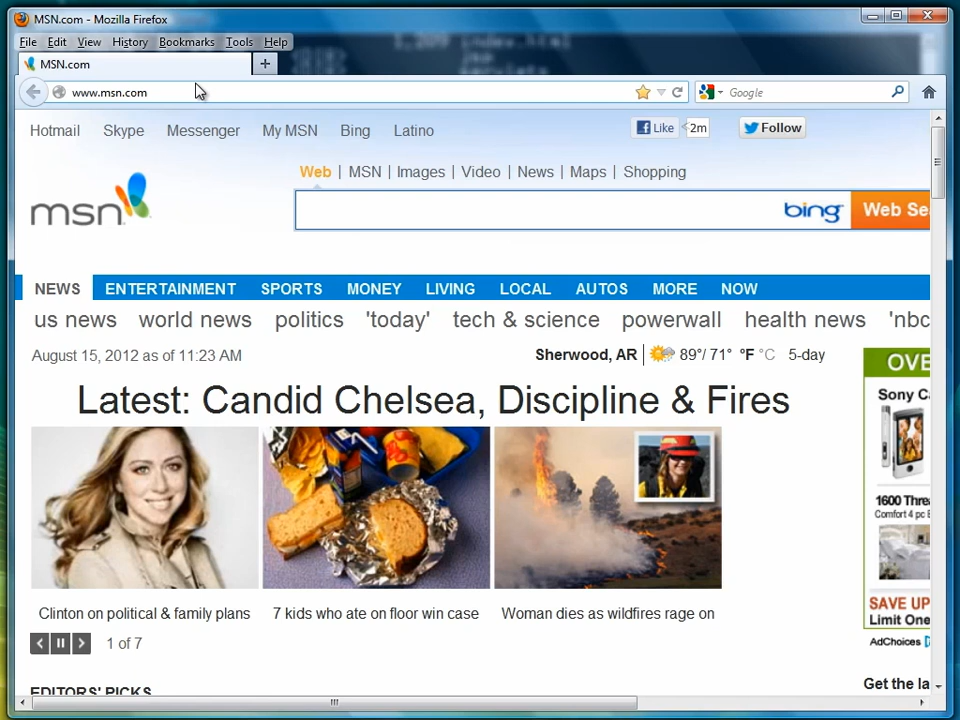 MSN.com - Mozilla Firefox
1,209 index.html
File Edit View History Bookmarks Tools Help
MSN.com
www.msn.com
Google
Hotmail Skype Messenger My MSN Bing Latino
Like 2m Follow
Web | MSN | Images | Video | News | Maps | Shopping
msn
bing Web Se
NEWS ENTERTAINMENT SPORTS MONEY LIVING LOCAL AUTOS MORE NOW
us news world news politics 'today' tech & science powerwall health news 'nbc
August 15, 2012 as of 11:23 AM
Sherwood, AR 89°/ 71° °F °C 5-day
OVE
Latest: Candid Chelsea, Discipline & Fires
Sony C
1600 Threa
Comfort 4 pc B
Clinton on political & family plans
7 kids who ate on floor win case
Woman dies as wildfires rage on
SAVE UP
Limit One
AdChoices
1 of 7
EDITORS' PICKS
Get the la